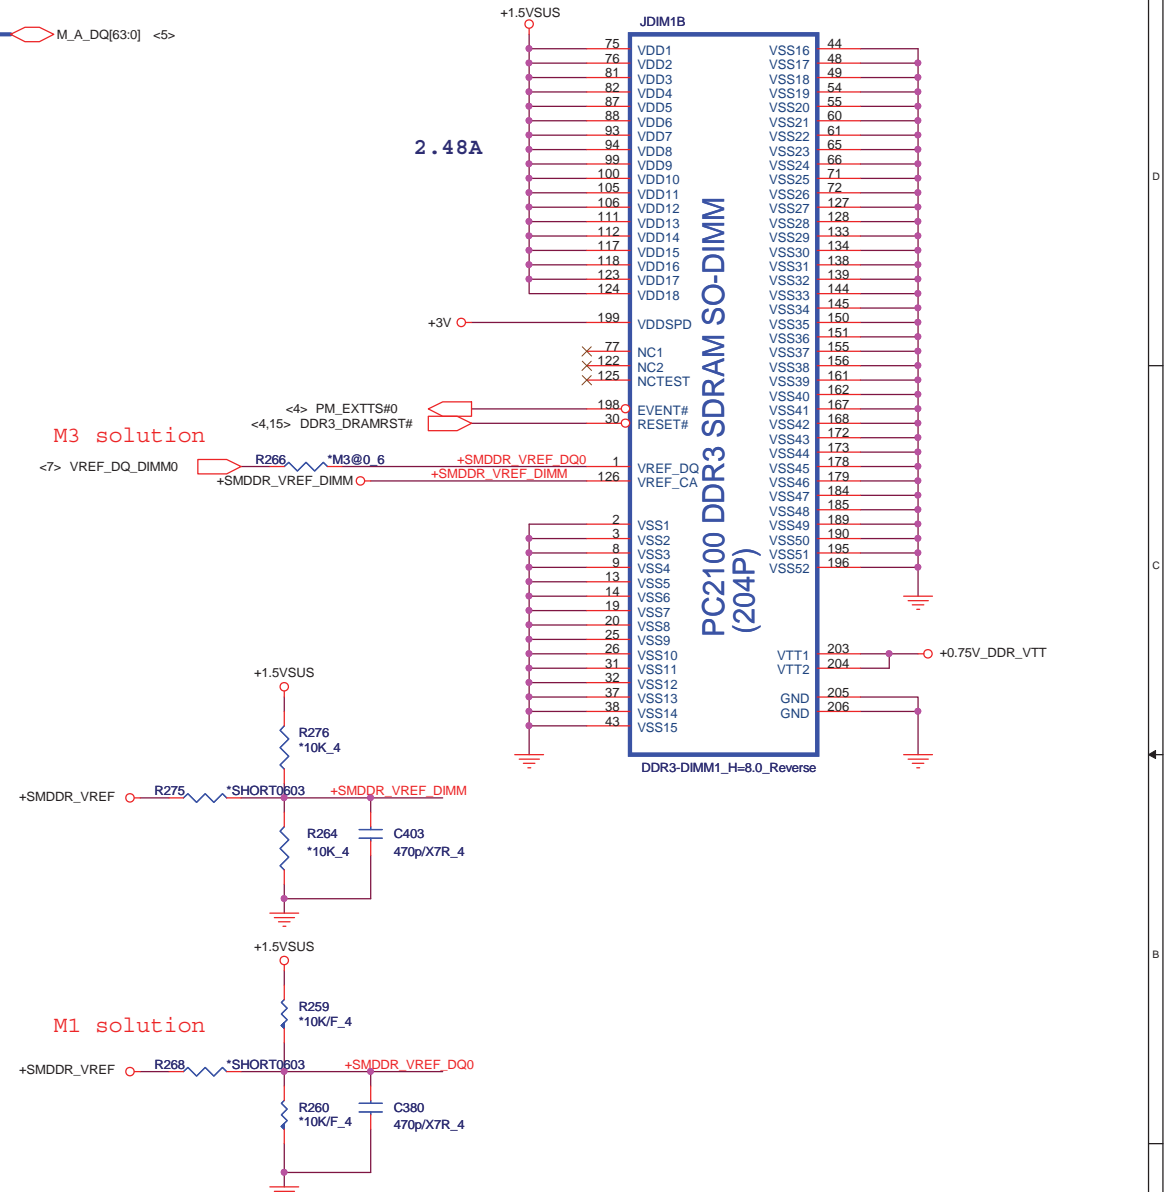 M_A_DQ[63:0] <5>
+1.5VSUS
JDIM1B
2.48A
75 VDD1
76 VDD2
81 VDD3
82 VDD4
87 VDD5
88 VDD6
93 VDD7
94 VDD8
99 VDD9
100 VDD10
105 VDD11
106 VDD12
111 VDD13
112 VDD14
117 VDD15
118 VDD16
123 VDD17
124 VDD18
+3V 199 VDDSPD
77 NC1
122 NC2
125 NCTEST
<4> PM_EXTTS#0 198 EVENT#
<4,15> DDR3_DRAMRST# 30 RESET#
M3 solution
<7> VREF_DQ_DIMM0 R266 *M3@0_6 +SMDDR_VREF_DQ0 1 VREF_DQ
+SMDDR_VREF_DIMM +SMDDR_VREF_DIMM 126 VREF_CA
2 VSS1
3 VSS2
8 VSS3
9 VSS4
13 VSS5
14 VSS6
19 VSS7
20 VSS8
25 VSS9
26 VSS10
31 VSS11
32 VSS12
37 VSS13
38 VSS14
43 VSS15
PC2100 DDR3 SDRAM SO-DIMM
(204P)
VSS16 44
VSS17 48
VSS18 49
VSS19 54
VSS20 55
VSS21 60
VSS22 61
VSS23 65
VSS24 66
VSS25 71
VSS26 72
VSS27 127
VSS28 128
VSS29 133
VSS30 134
VSS31 138
VSS32 139
VSS33 144
VSS34 145
VSS35 150
VSS36 151
VSS37 155
VSS38 156
VSS39 161
VSS40 162
VSS41 167
VSS42 168
VSS43 172
VSS44 173
VSS45 178
VSS46 179
VSS47 184
VSS48 185
VSS49 189
VSS50 190
VSS51 195
VSS52 196
VTT1 203 +0.75V_DDR_VTT
VTT2 204
GND 205
GND 206
DDR3-DIMM1_H=8.0_Reverse
+1.5VSUS
R276
*10K_4
+SMDDR_VREF R275 *SHORT0603 +SMDDR_VREF_DIMM
R264
*10K_4
C403
470p/X7R_4
+1.5VSUS
R259
*10K/F_4
M1 solution
+SMDDR_VREF R268 *SHORT0603 +SMDDR_VREF_DQ0
R260
*10K/F_4
C380
470p/X7R_4
D
C
B